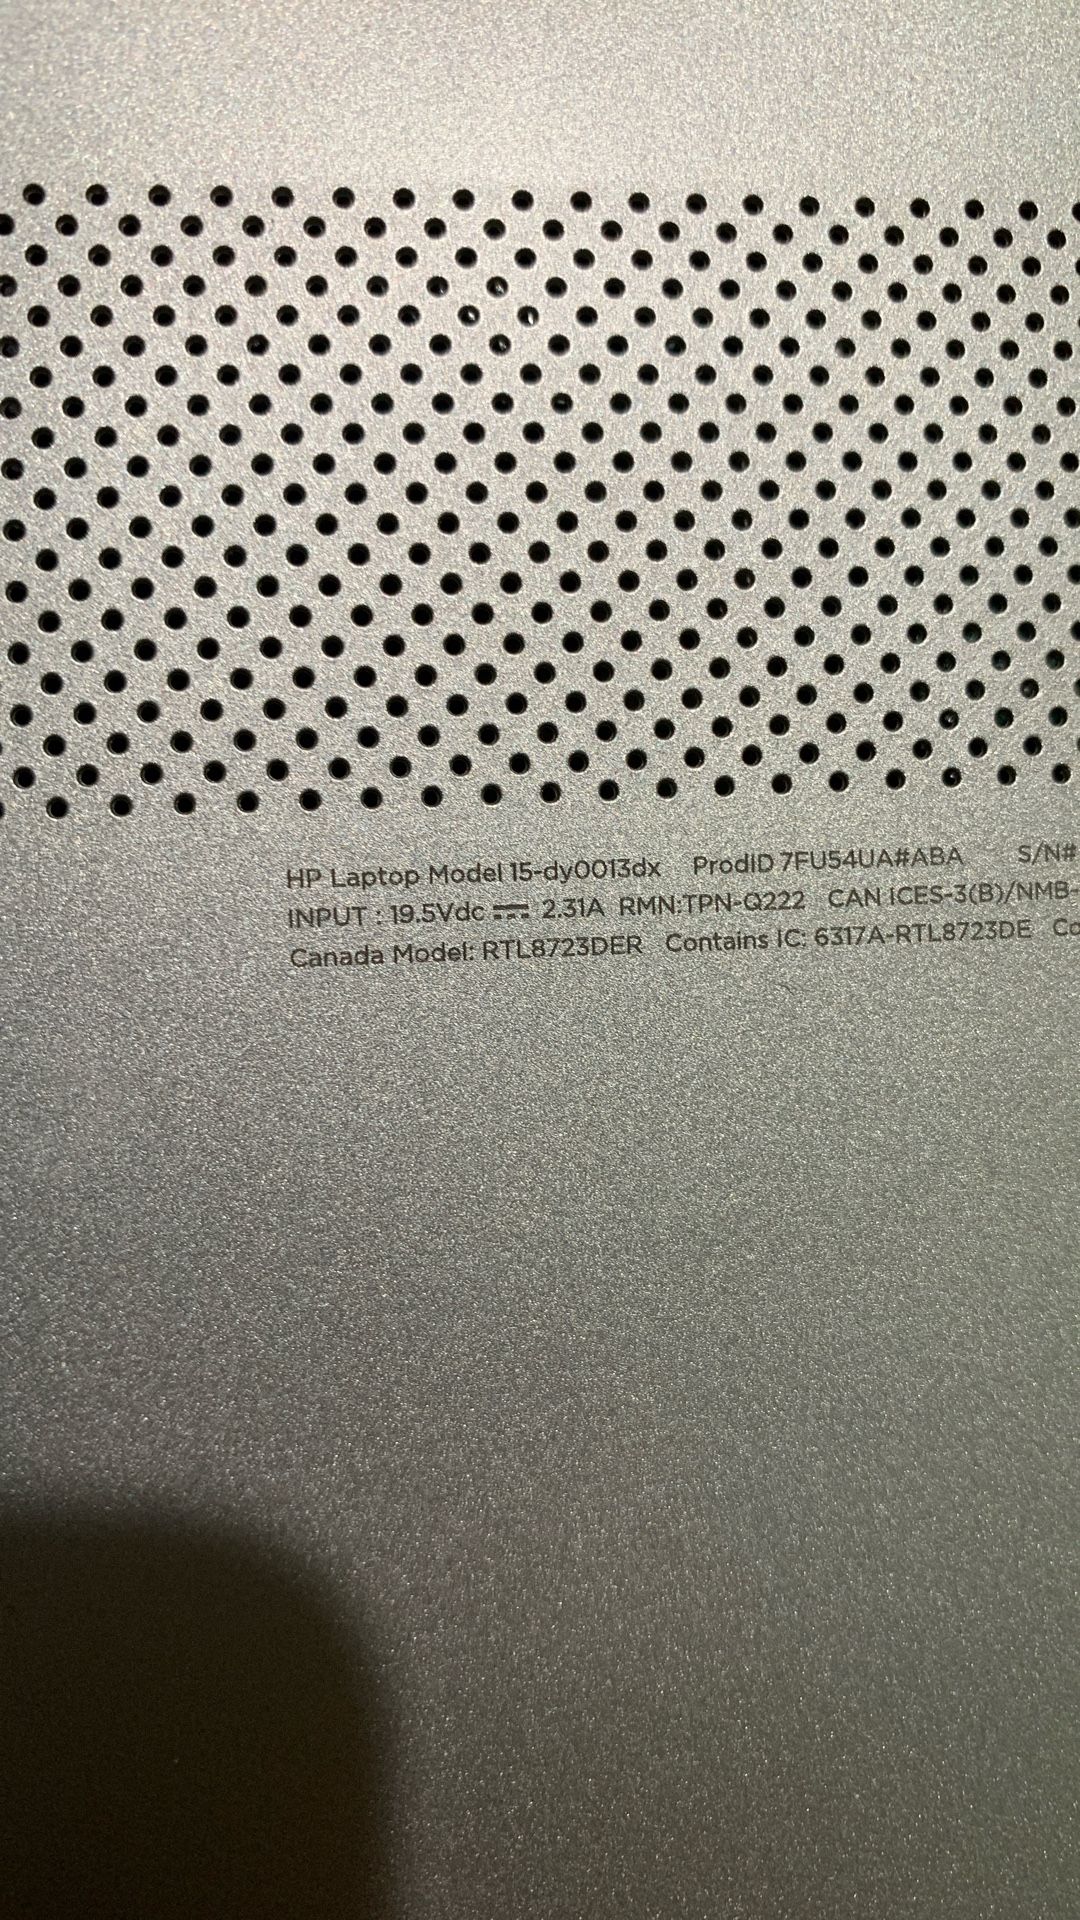 HP Laptop Model 15-dy0013dx ProdID 7FU54UA#ABA S/N#
INPUT : 19.5Vdc ⎓ 2.31A RMN:TPN-Q222 CAN ICES-3(B)/NMB-
Canada Model: RTL8723DER Contains IC: 6317A-RTL8723DE Co